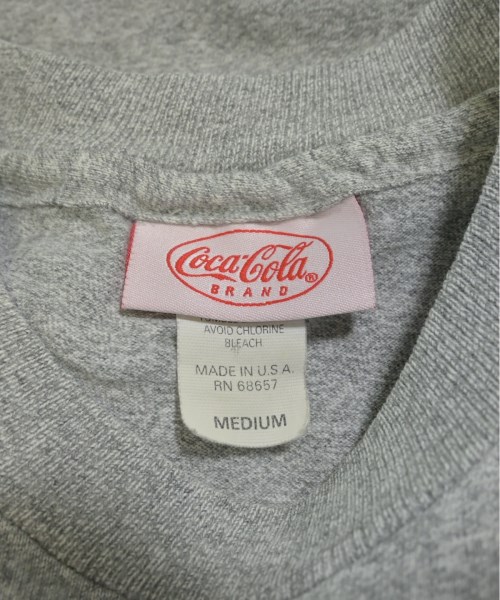 Coca-Cola®
BRAND
AVOID CHLORINE
BLEACH
MADE IN U.S.A.
RN 68657
MEDIUM